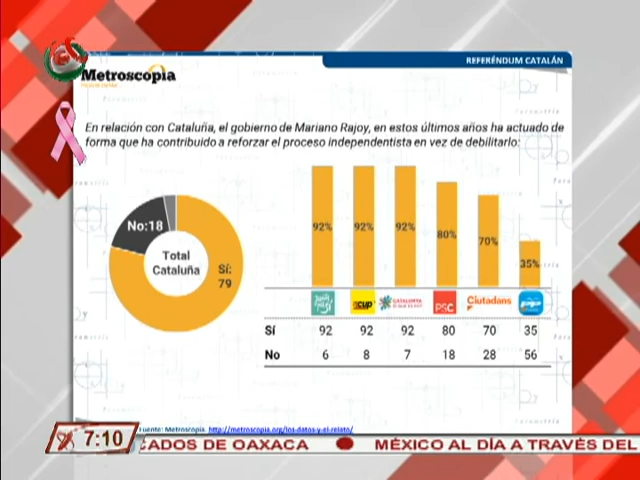 REFERÉNDUM CATALÁN
Metroscopia
En relación con Cataluña, el gobierno de Mariano Rajoy, en estos últimos años ha actuado de
forma que ha contribuido a reforzar el proceso independentista en vez de debilitarlo:
No:18
Total
Cataluña
Sí:
79
92% 92% 92% 80% 70% 35%
CUP CATALUNYA PSC Ciutadans PP
Sí 92 92 92 80 70 35
No 6 8 7 18 28 56
Fuente: Metroscopia. http://metroscopia.org/los-datos-y-el-relato/
7:10
CADOS DE OAXACA MÉXICO AL DÍA A TRAVÉS DEL